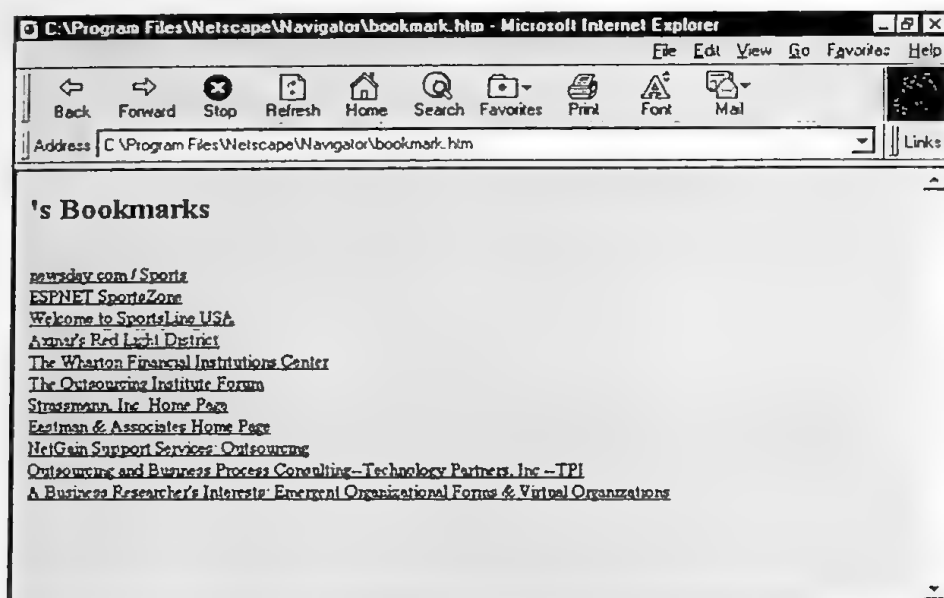 C:\Program Files\Netscape\Navigator\bookmark.htm - Microsoft Internet Explorer
File Edit View Go Favorites Help
Back Forward Stop Refresh Home Search Favorites Print Font Mail
Address C:\Program Files\Netscape\Navigator\bookmark.htm Links
's Bookmarks
newsday.com / Sports
ESPNET SportsZone
Welcome to SportsLine USA
Red Light District
The Wharton Financial Institutions Center
The Outsourcing Institute Forum
Strassmann, Inc. Home Page
Eastman & Associates Home Page
NetGain Support Services: Outsourcing
Outsourcing and Business Process Consulting--Technology Partners, Inc --TPI
A Business Researcher's Interests: Emergent Organizational Forms & Virtual Organizations